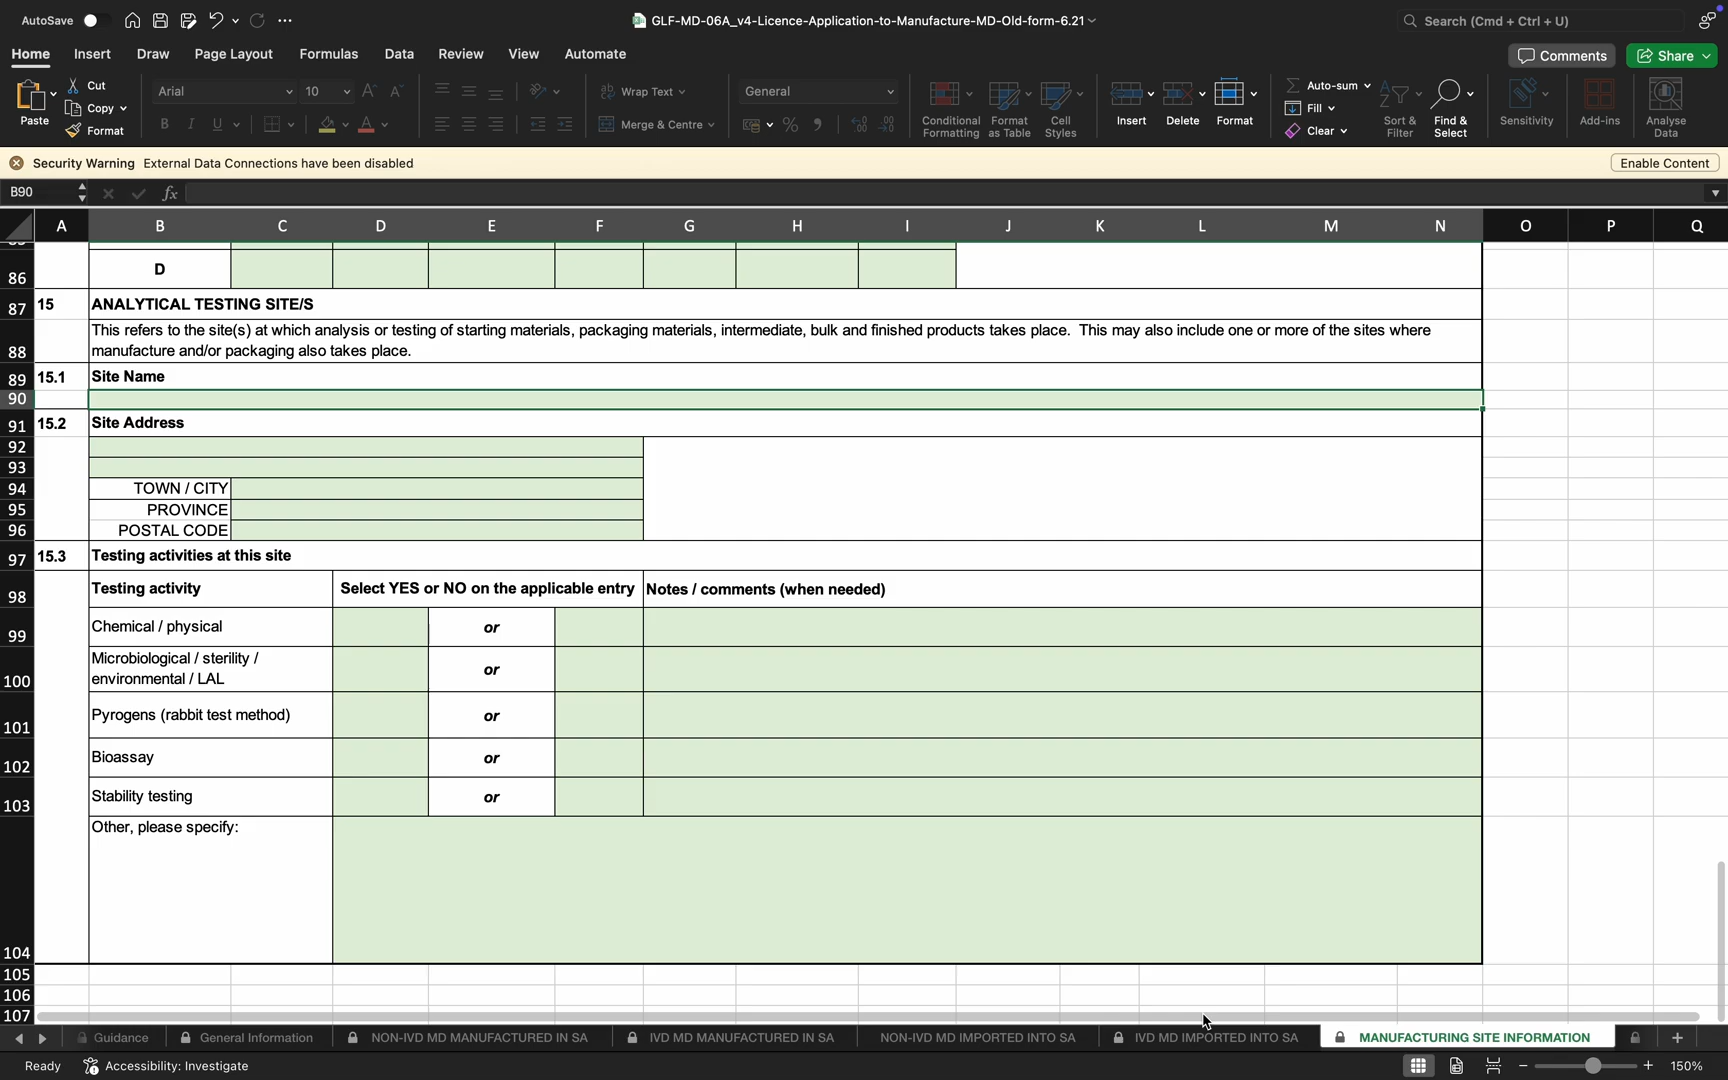 AutoSave
GLF-MD-06A_v4-Licence-Application-to-Manufacture-MD-Old-form-6.21
Search (Cmd + Ctrl + U)
Home Insert Draw Page Layout Formulas Data Review View Automate
Comments Share
Paste
Cut
Copy
Format
Arial 10
B I U
Wrap Text
Merge & Centre
General
Conditional Formatting
Format as Table
Cell Styles
Insert Delete Format
Auto-sum
Fill
Clear
Sort & Filter
Find & Select
Sensitivity
Add-ins
Analyse Data
Security Warning External Data Connections have been disabled
Enable Content
B90 fx
A B C D E F G H I J K L M N O P Q
86 D
87 15 ANALYTICAL TESTING SITE/S
This refers to the site(s) at which analysis or testing of starting materials, packaging materials, intermediate, bulk and finished products takes place. This may also include one or more of the sites where
88 manufacture and/or packaging also takes place.
89 15.1 Site Name
90
91 15.2 Site Address
92
93
94 TOWN / CITY
95 PROVINCE
96 POSTAL CODE
97 15.3 Testing activities at this site
98 Testing activity Select YES or NO on the applicable entry Notes / comments (when needed)
99 Chemical / physical or
Microbiological / sterility /
100 environmental / LAL or
101 Pyrogens (rabbit test method) or
102 Bioassay or
103 Stability testing or
Other, please specify:
104
105
106
107
Guidance General Information NON-IVD MD MANUFACTURED IN SA IVD MD MANUFACTURED IN SA NON-IVD MD IMPORTED INTO SA IVD MD IMPORTED INTO SA MANUFACTURING SITE INFORMATION
Ready Accessibility: Investigate 150%